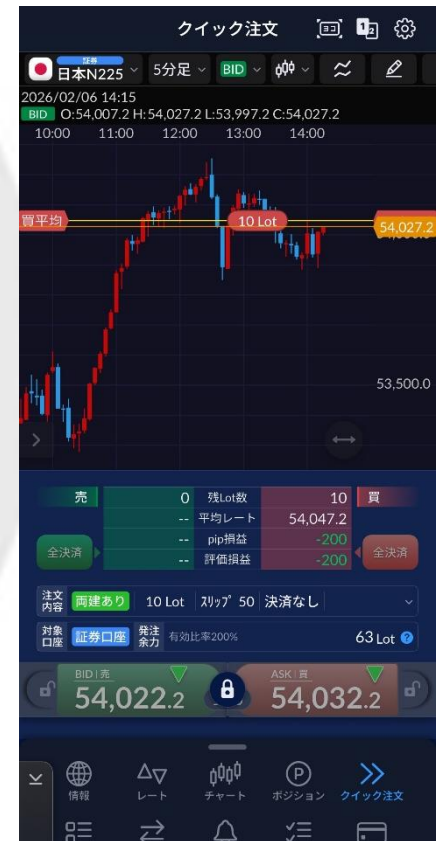 クイック注文
証券
日本N225 5分足 BID
2026/02/06 14:15
BID O:54,007.2 H:54,027.2 L:53,997.2 C:54,027.2
10:00 11:00 12:00 13:00 14:00
買平均 10 Lot 54,027.2
53,500.0
売 0 残Lot数 10 買
-- 平均レート 54,047.2
全決済 -- pip損益 -200 全決済
-- 評価損益 -200
注文内容 両建あり 10 Lot ｽﾘｯﾌﾟ 50 決済なし
対象口座 証券口座 発注余力 有効比率200% 63 Lot
BID|売 ASK|買
54,022.2 54,032.2
情報 レート チャート ポジション クイック注文